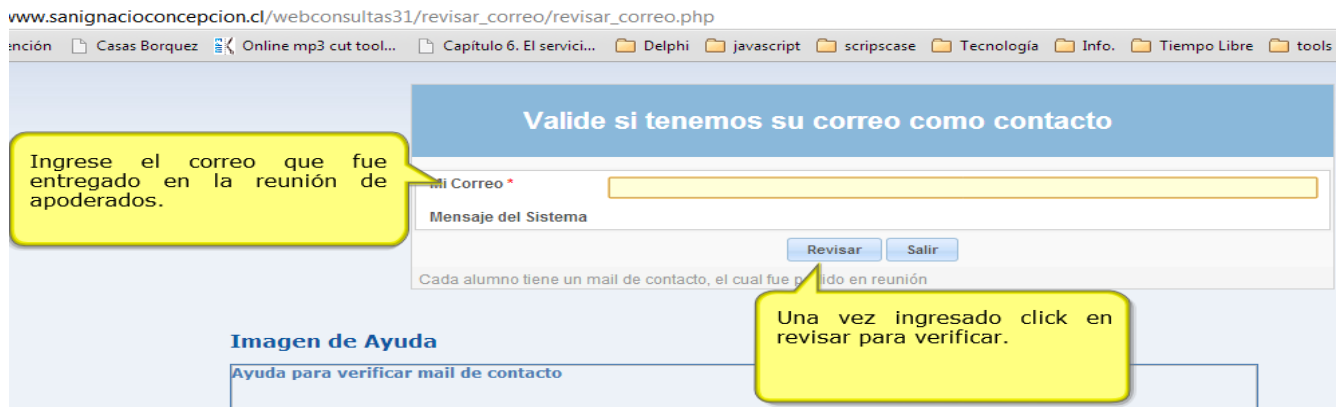 www.sanignacioconcepcion.cl/webconsultas31/revisar_correo/revisar_correo.php
ención Casas Borquez Online mp3 cut tool... Capítulo 6. El servici... Delphi javascript scripscase Tecnología Info. Tiempo Libre tools
Valide si tenemos su correo como contacto
Ingrese el correo que fue
entregado en la reunión de
apoderados.
Mi Correo *
Mensaje del Sistema
Revisar Salir
Cada alumno tiene un mail de contacto, el cual fue en reunión
Una vez ingresado click en
revisar para verificar.
Imagen de Ayuda
Ayuda para verificar mail de contacto